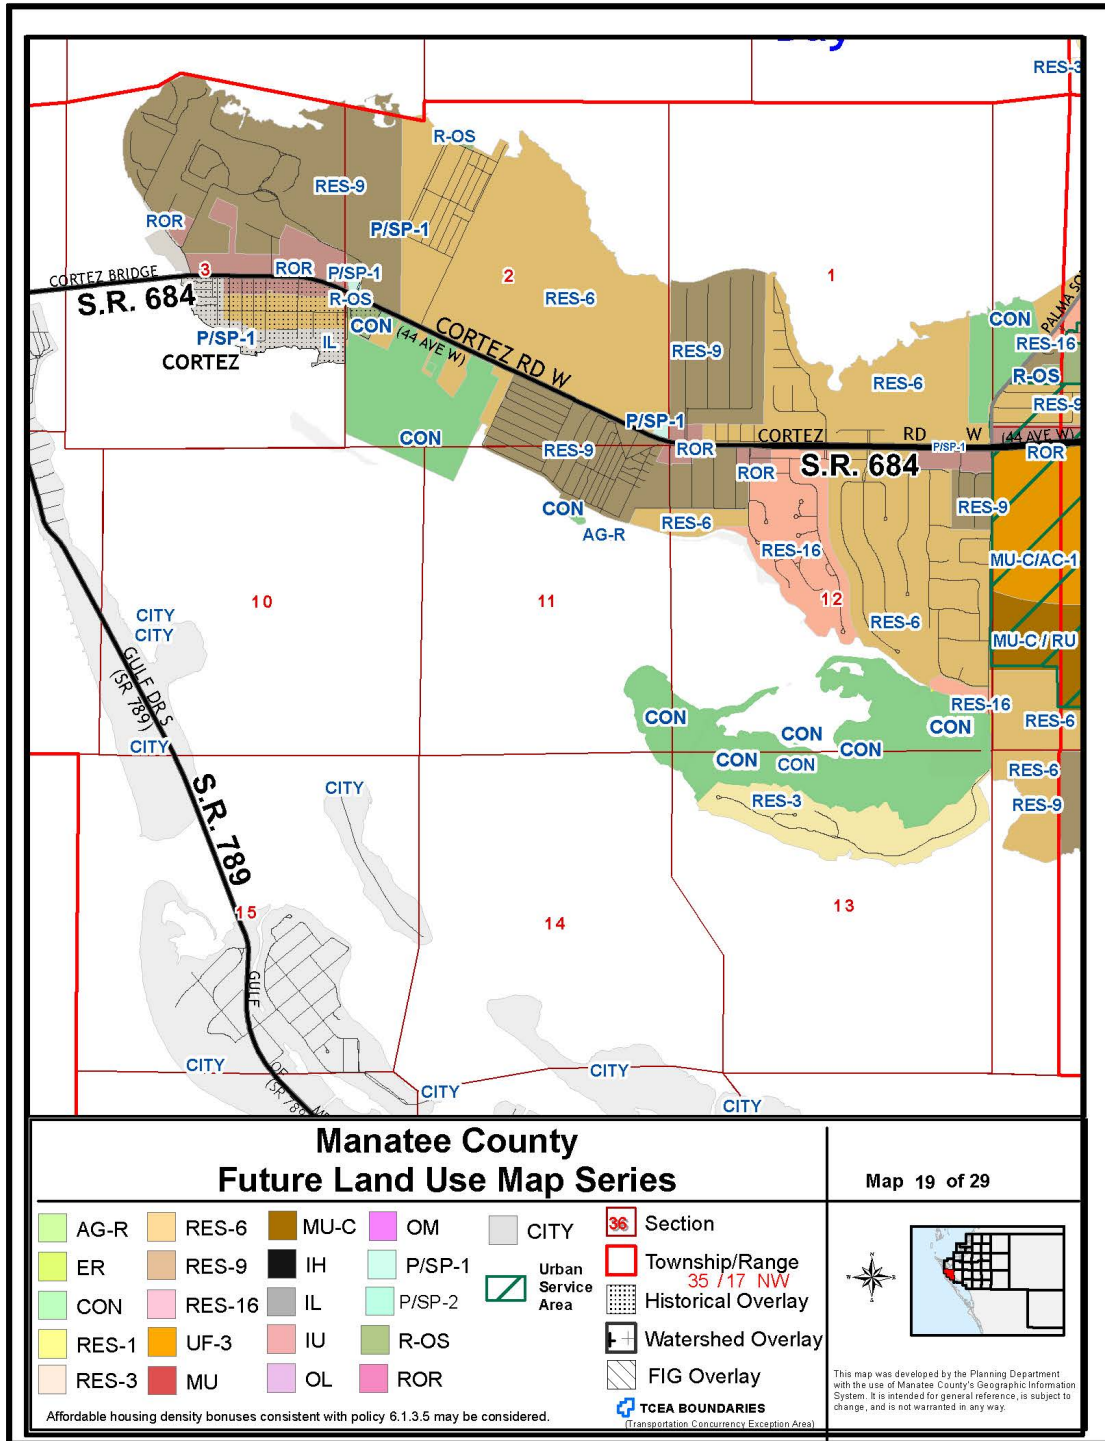 RES-3
R-OS
RES-9
P/SP-1
ROR
3
ROR
P/SP-1
2
1
CORTEZ BRIDGE
S.R. 684
R-OS
RES-6
CON
PALMA
P/SP-1
IL
CON
(44 AVE W)
CORTEZ RD W
RES-16
CORTEZ
RES-9
RES-6
R-OS
RES-9
P/SP-1
CON
RES-9
ROR
CORTEZ RD W
P/SP-1
(44 AVE W)
ROR
ROR
S.R. 684
CON
RES-9
AG-R
RES-6
RES-16
MU-C/AC-1
10
11
12
CITY
CITY
RES-6
MU-C / RU
GULF DR S
(SR 789)
CON
RES-16
CON
RES-6
CITY
CON
CON
CON
CON
RES-6
S.R. 789
CITY
RES-3
RES-9
15
14
13
GULF
CITY
CITY
CITY
CITY
OF
(SR 789
Manatee County
Future Land Use Map Series
Map 19 of 29
AG-R
RES-6
MU-C
OM
CITY
36 Section
ER
RES-9
IH
P/SP-1
Urban
Service
Area
Township/Range
35 / 17 NW
CON
RES-16
IL
P/SP-2
Historical Overlay
RES-1
UF-3
IU
R-OS
Watershed Overlay
RES-3
MU
OL
ROR
FIG Overlay
Affordable housing density bonuses consistent with policy 6.1.3.5 may be considered.
TCEA BOUNDARIES
(Transportation Concurrency Exception Area)
N
W E
S
This map was developed by the Planning Department
with the use of Manatee County's Geographic Information
System. It is intended for general reference, is subject to
change, and is not warranted in any way.